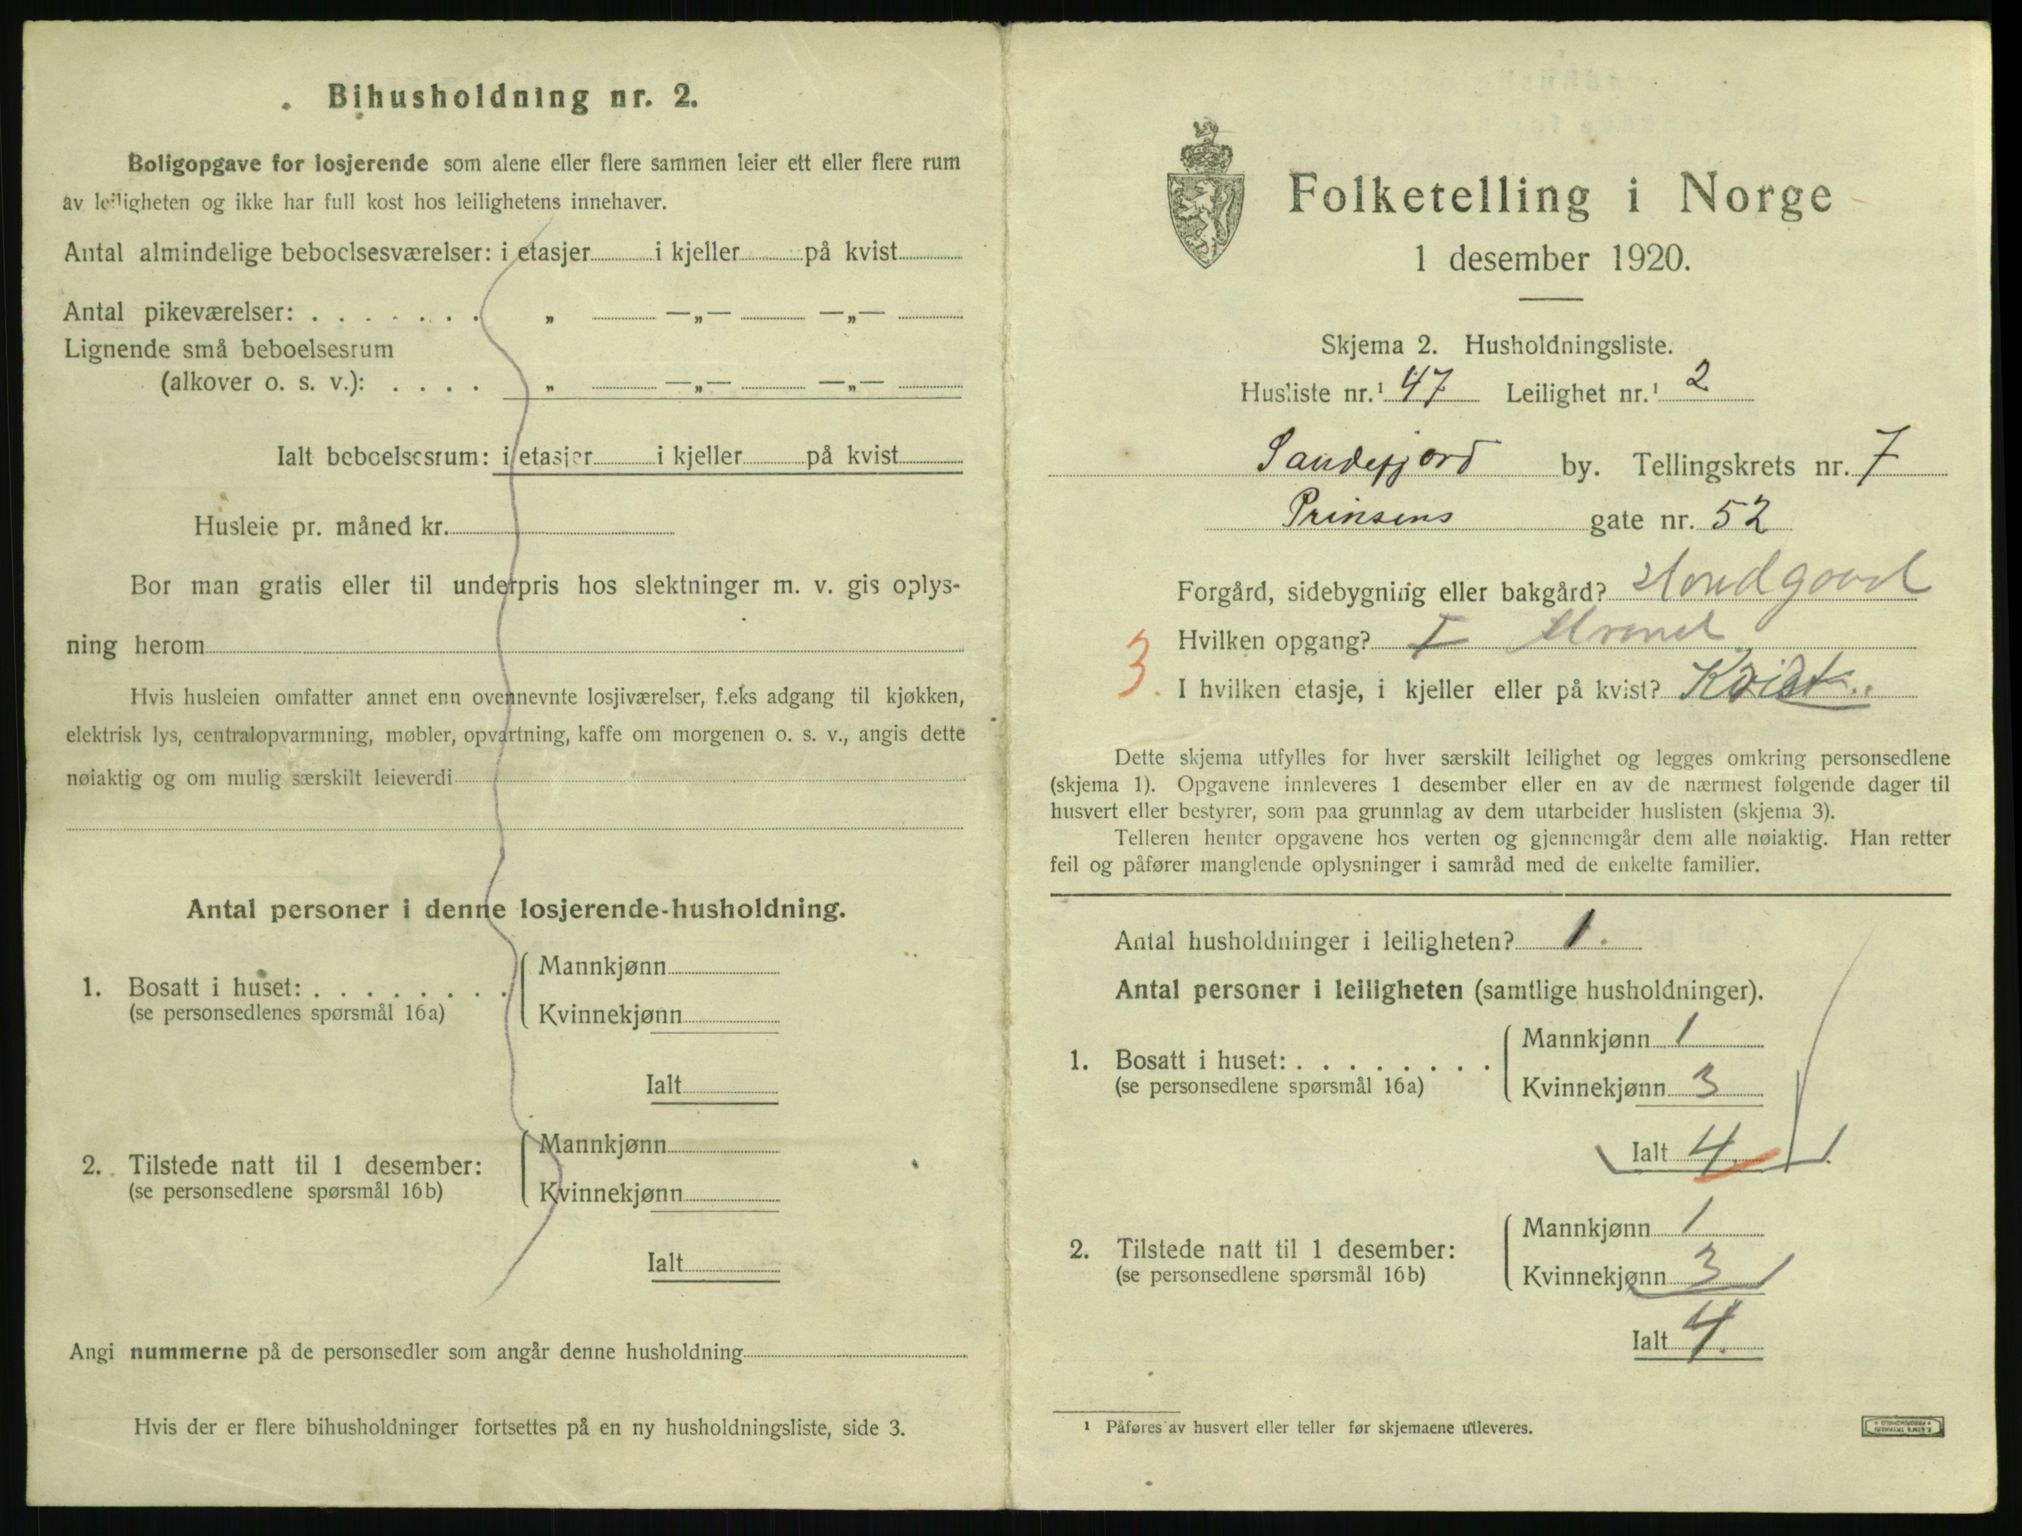 Bihusholdning nr. 2.
Boligopgave for losjerende som alene eller flere sammen leier ett eller flere rum
av leiligheten og ikke har full kost hos leilighetens innehaver.
Antal almindelige beboelsesværelser: i etasjer i kjeller på kvist
Antal pikeværelser: . . . . . . . „ —„— —„—
Lignende små beboelsesrum
(alkover o. s. v.): . . . . „ —„— —„—
Ialt beboelsesrum: i etasjer i kjeller på kvist
Husleie pr. måned kr.
Bor man gratis eller til underpris hos slektninger m. v. gis oplys-
ning herom
Hvis husleien omfatter annet enn ovennevnte losjiværelser, f.eks adgang til kjøkken,
elektrisk lys, centralopvarmning, møbler, opvartning, kaffe om morgenen o. s. v., angis dette
nøiaktig og om mulig særskilt leieverdi
Antal personer i denne losjerende-husholdning.
1. Bosatt i huset: . . . . . . . .
(se personsedlenes spørsmål 16a)
Mannkjønn
Kvinnekjønn
Ialt
2. Tilstede natt til 1 desember:
(se personsedlene spørsmål 16b)
Mannkjønn
Kvinnekjønn
Ialt
Angi nummerne på de personsedler som angår denne husholdning
Hvis der er flere bihusholdninger fortsettes på en ny husholdningsliste, side 3.
Folketelling i Norge
1 desember 1920.
Skjema 2. Husholdningsliste.
Husliste nr.¹ 47 Leilighet nr.¹ 2
Sandefjord by. Tellingskrets nr. 7
Prinsens gate nr. 52
Forgård, sidebygning eller bakgård?
Hvilken opgang? I
3. I hvilken etasje, i kjeller eller på kvist? Kvist
Dette skjema utfylles for hver særskilt leilighet og legges omkring personsedlene
(skjema 1). Opgavene innleveres 1 desember eller en av de nærmest følgende dager til
husvert eller bestyrer, som paa grunnlag av dem utarbeider huslisten (skjema 3).
Telleren henter opgavene hos verten og gjennemgår dem alle nøiaktig. Han retter
feil og påfører manglende oplysninger i samråd med de enkelte familier.
Antal husholdninger i leiligheten? 1.
Antal personer i leiligheten (samtlige husholdninger).
1. Bosatt i huset: . . . . . . . .
(se personsedlene spørsmål 16a)
Mannkjønn 1
Kvinnekjønn 3
Ialt 4.
2. Tilstede natt til 1 desember:
(se personsedlene spørsmål 16b)
Mannkjønn 1
Kvinnekjønn 3
Ialt 4.
¹ Påføres av husvert eller teller før skjemaene utleveres.